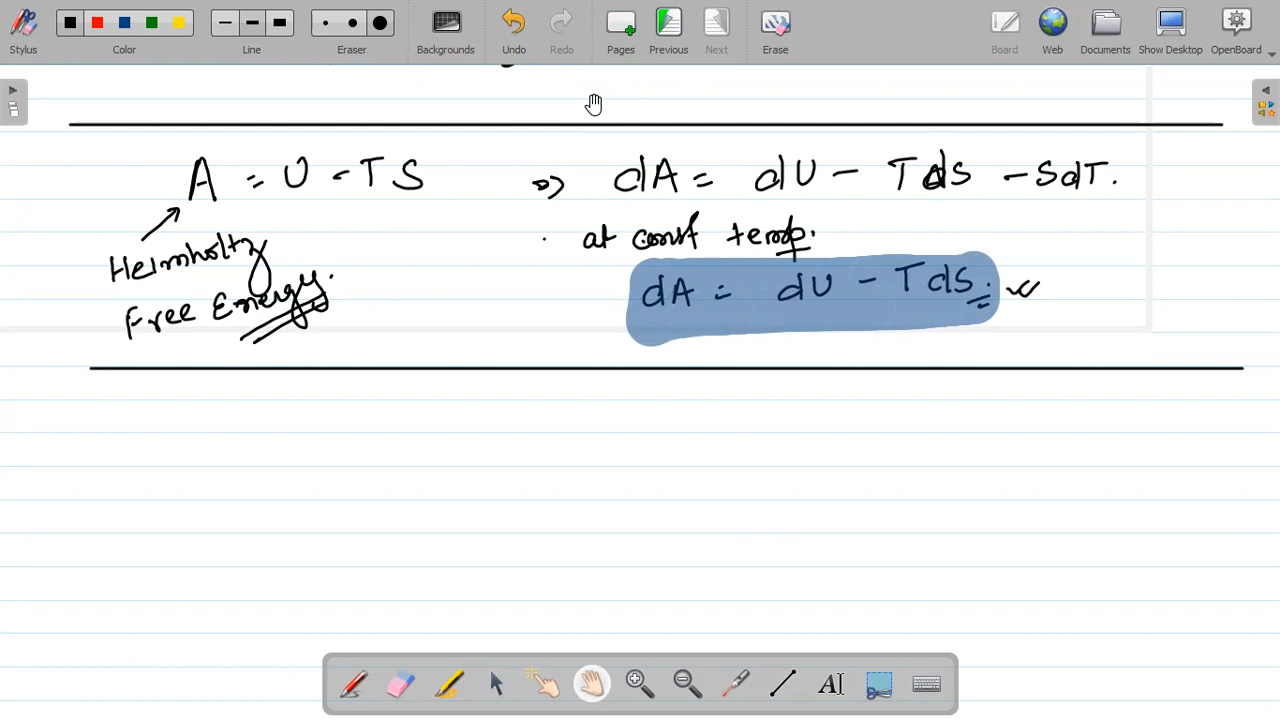 Stylus Color Line Eraser Backgrounds Undo Redo Pages Previous Next Erase Board Web Documents Show Desktop OpenBoard
A = U - TS ⇒ dA = dU - TdS - SdT.
Helmholtz
Free Energy.
at const temp.
dA = dU - TdS.